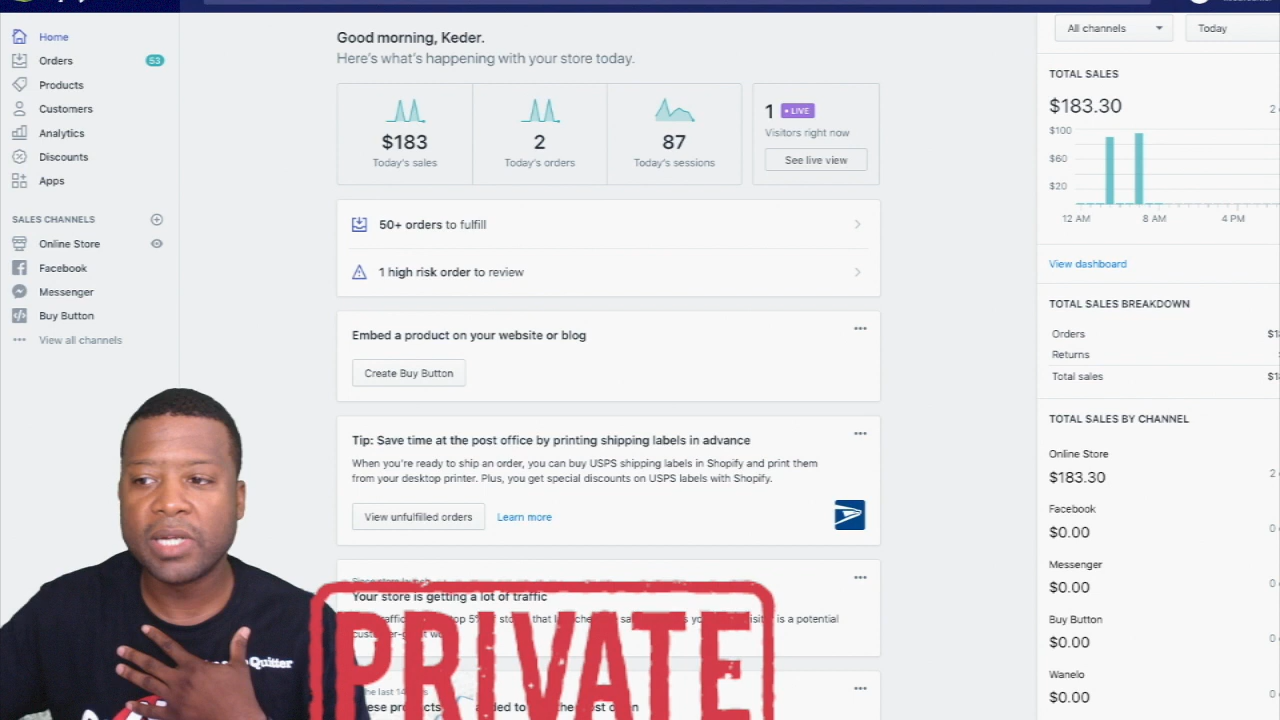 Home
Orders
53
Products
Customers
Analytics
Discounts
Apps
SALES CHANNELS
Online Store
Facebook
Messenger
Buy Button
View all channels
Good morning, Keder.
Here's what's happening with your store today.
$183
Today's sales
2
Today's orders
87
Today's sessions
1 • LIVE
Visitors right now
See live view
50+ orders to fulfill
1 high risk order to review
Embed a product on your website or blog
Create Buy Button
Tip: Save time at the post office by printing shipping labels in advance
When you're ready to ship an order, you can buy USPS shipping labels in Shopify and print them
from your desktop printer. Plus, you get special discounts on USPS labels with Shopify.
View unfulfilled orders
Learn more
Your store is getting a lot of traffic
is a potential
PRIVATE
Quitter
All channels
Today
TOTAL SALES
$183.30
$100
$60
$20
12 AM
8 AM
4 PM
View dashboard
TOTAL SALES BREAKDOWN
Orders
Returns
Total sales
TOTAL SALES BY CHANNEL
Online Store
$183.30
Facebook
$0.00
Messenger
$0.00
Buy Button
$0.00
Wanelo
$0.00